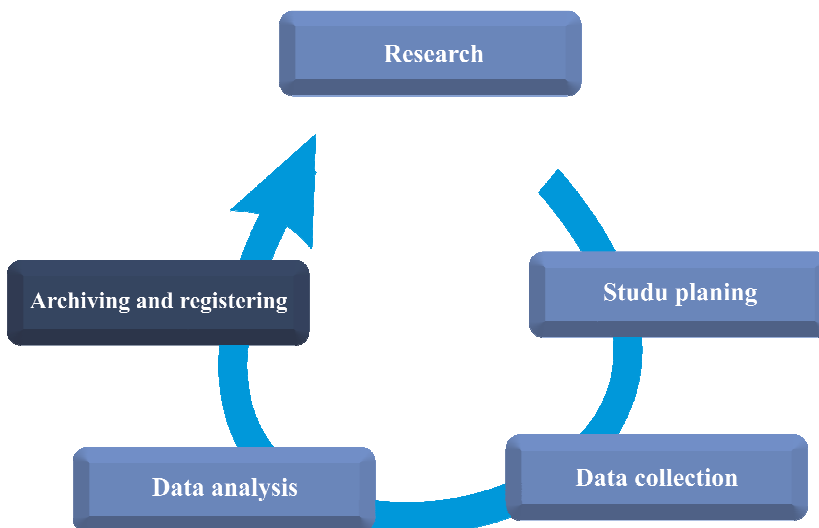 Research
Studu planing
Data collection
Data analysis
Archiving and registering